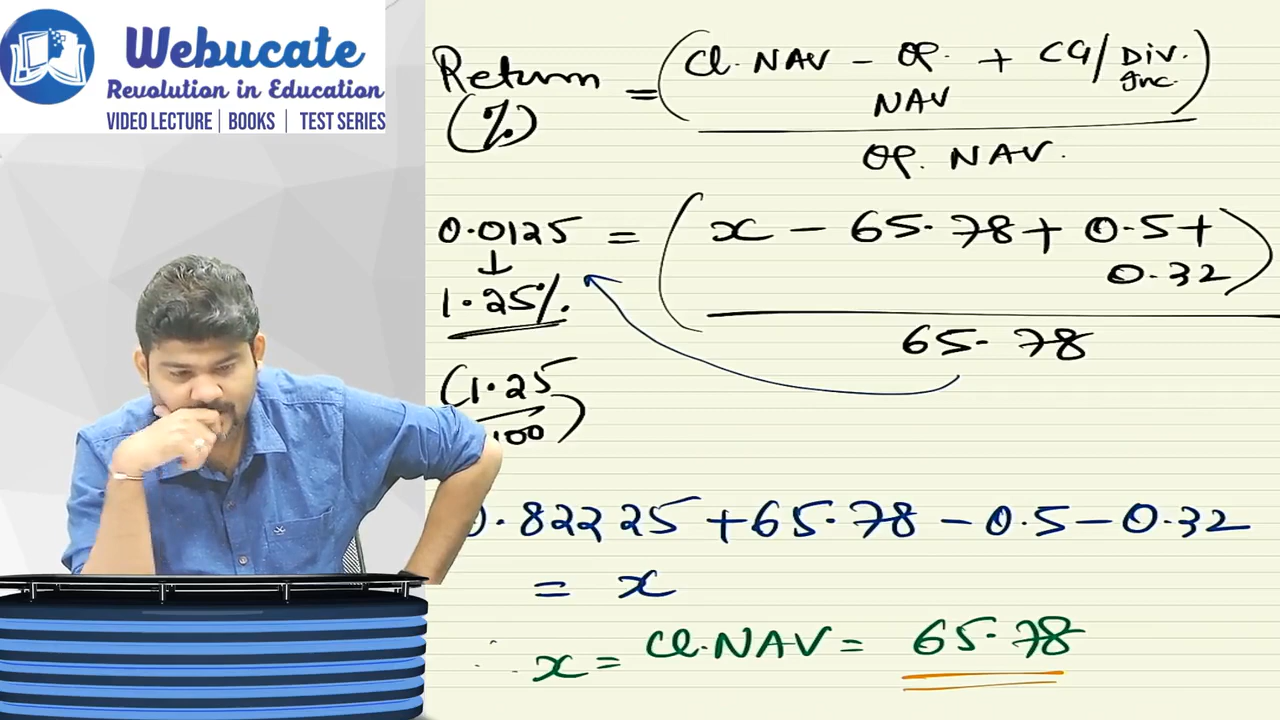 Webucate
Revolution in Education
VIDEO LECTURE | BOOKS | TEST SERIES
Return (%) = (Cl. NAV - Op. NAV + CG/Div. Inc.)
Op. NAV.
0.0125 = (x - 65.78 + 0.5 + 0.32)
65.78
↓
1.25%.
(1.25
100)
0.82225 + 65.78 - 0.5 - 0.32
= x
∴ x = Cl. NAV = 65.78